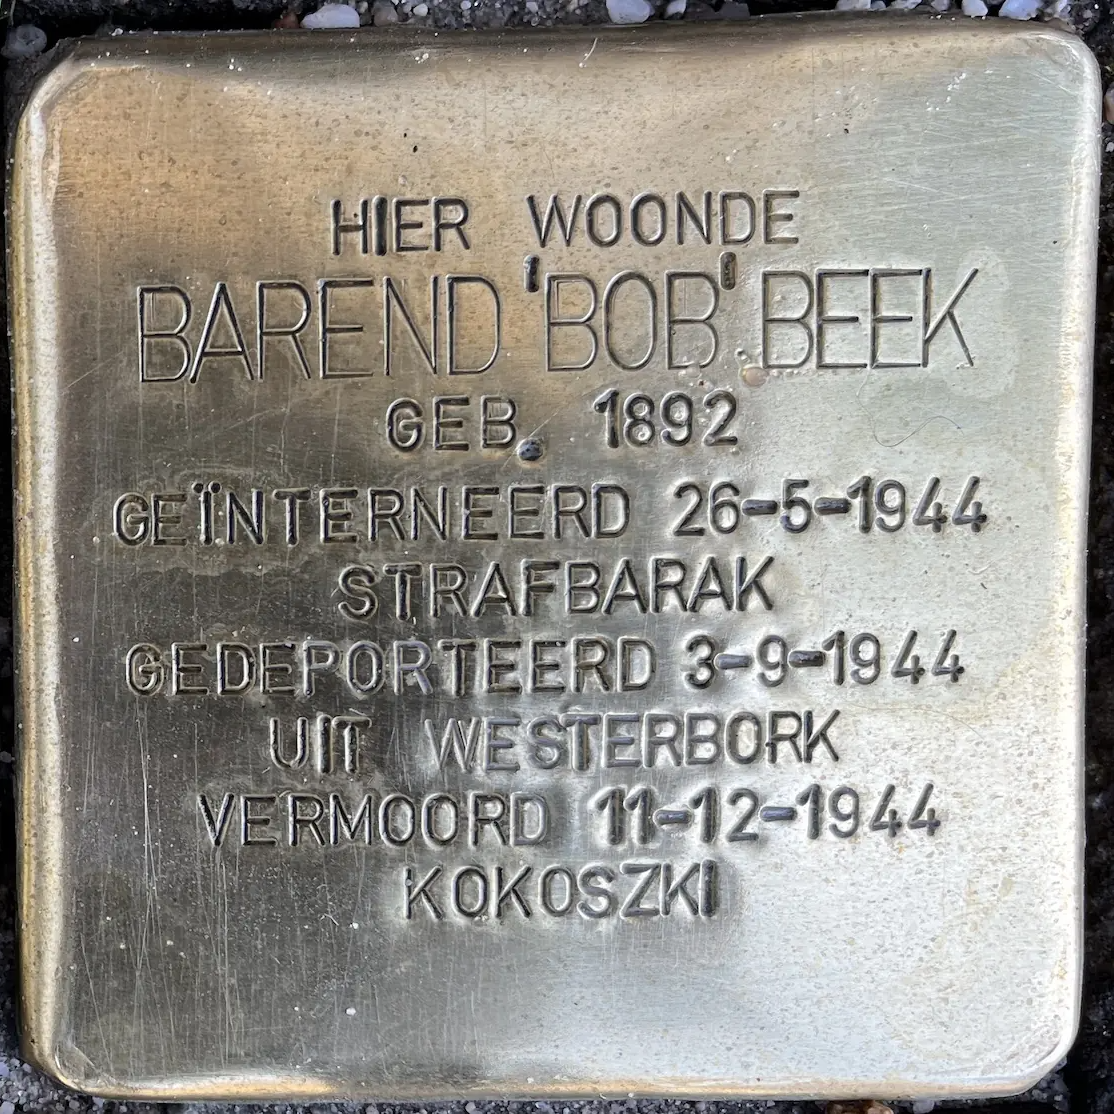 HIER WOONDE
BAREND 'BOB' BEEK
GEB. 1892
GEÏNTERNEERD 26-5-1944
STRAFBARAK
GEDEPORTEERD 3-9-1944
UIT WESTERBORK
VERMOORD 11-12-1944
KOKOSZKI